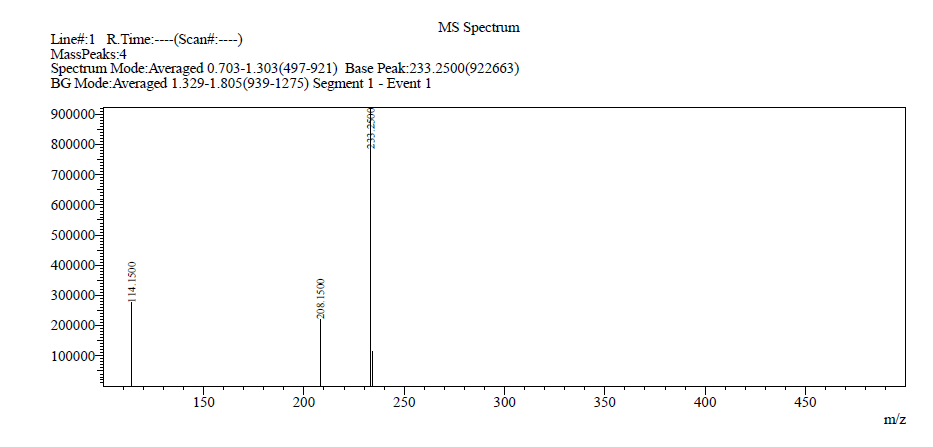 MS Spectrum
Line#:1 R.Time:----(Scan#:----)
MassPeaks:4
Spectrum Mode:Averaged 0.703-1.303(497-921) Base Peak:233.2500(922663)
BG Mode:Averaged 1.329-1.805(939-1275) Segment 1 - Event 1
900000
800000
700000
600000
500000
400000
300000
200000
100000
114.1500
208.1500
233.2500
150 200 250 300 350 400 450
m/z